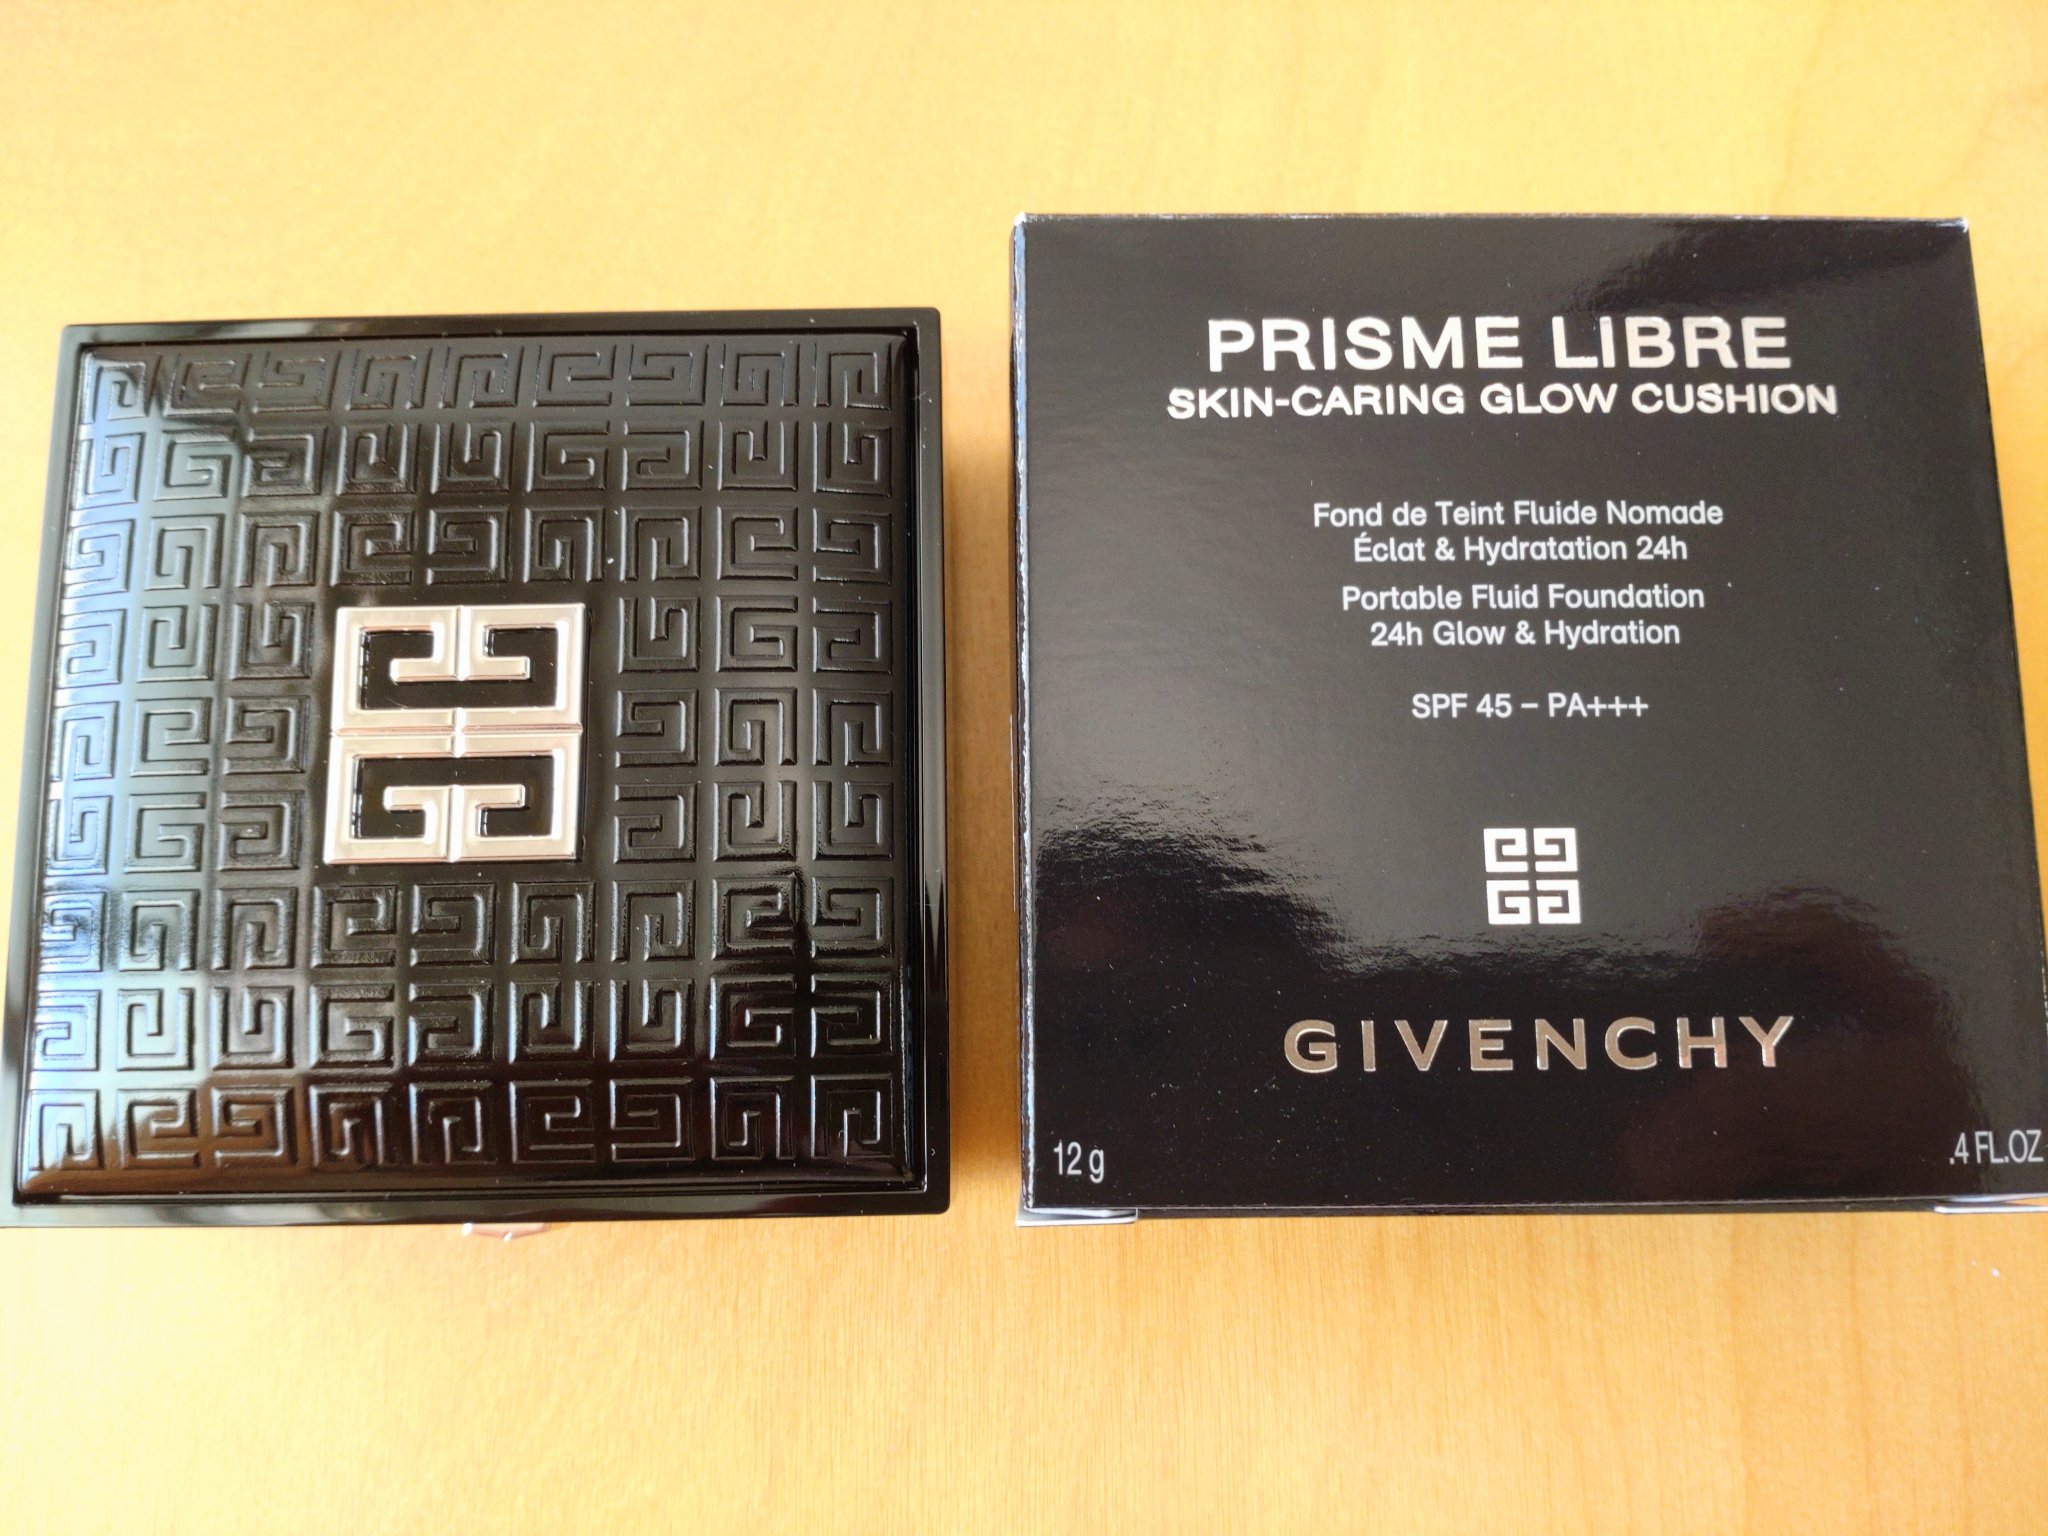 PRISME LIBRE
SKIN-CARING GLOW CUSHION
Fond de Teint Fluide Nomade
Éclat & Hydratation 24h
Portable Fluid Foundation
24h Glow & Hydration
SPF 45 – PA+++
GIVENCHY
12 g
.4 FL.OZ